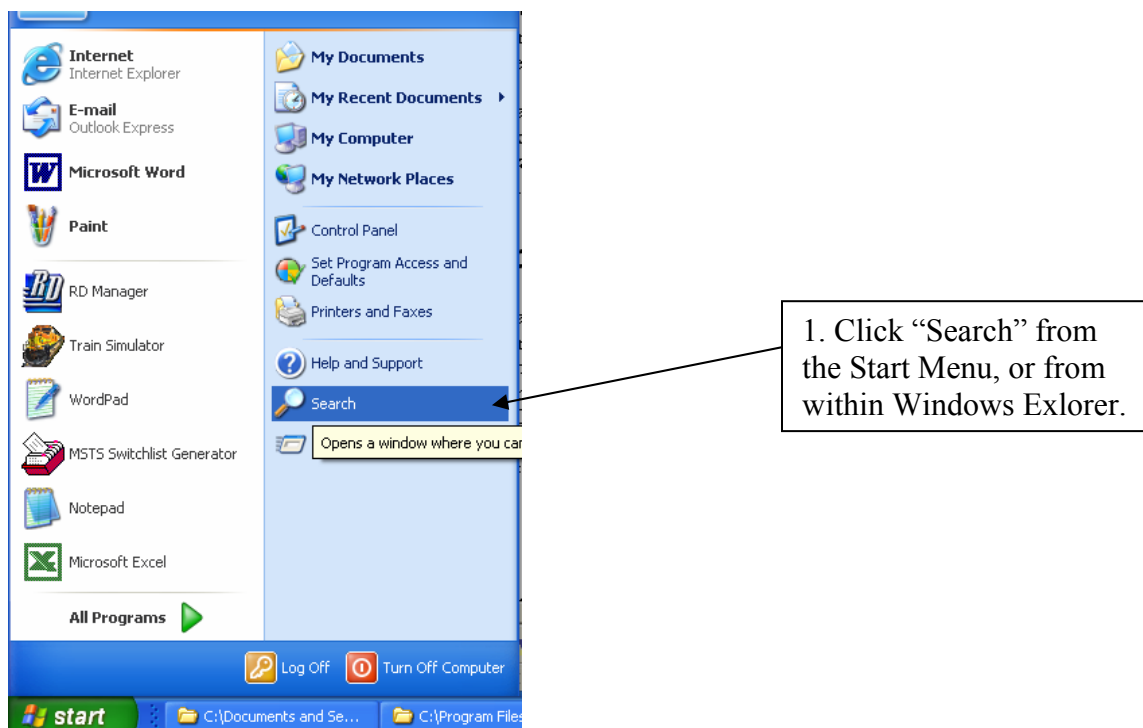 Internet
Internet Explorer
E-mail
Outlook Express
Microsoft Word
Paint
RD Manager
Train Simulator
WordPad
MSTS Switchlist Generator
Notepad
Microsoft Excel
All Programs
My Documents
My Recent Documents
My Computer
My Network Places
Control Panel
Set Program Access and
Defaults
Printers and Faxes
Help and Support
Search
Opens a window where you can
Log Off
Turn Off Computer
start
C:\Documents and Se...
C:\Program Files
1. Click “Search” from
the Start Menu, or from
within Windows Exlorer.